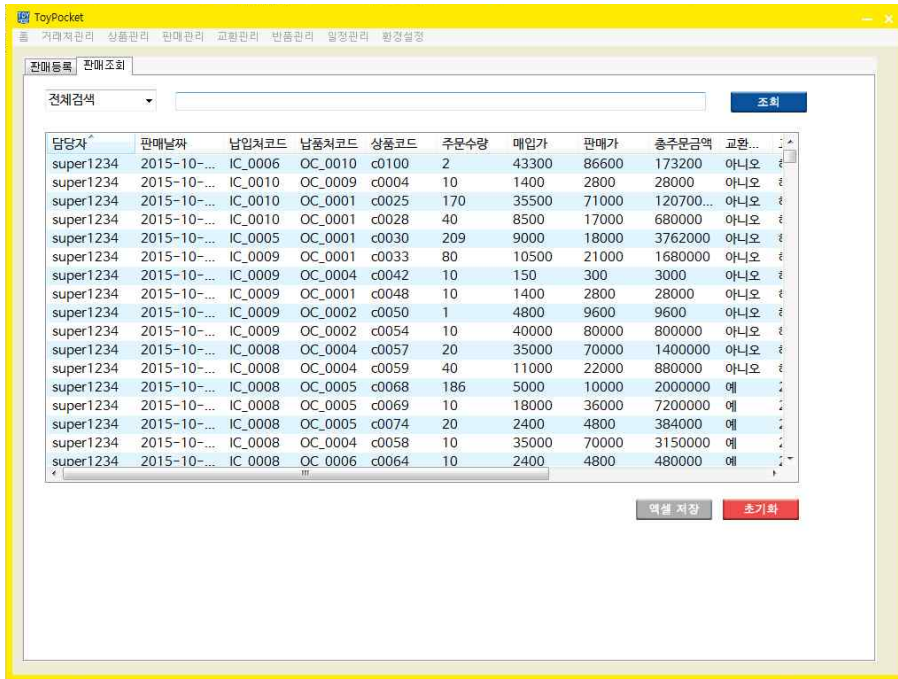 ToyPocket
홈 거래처관리 상품관리 판매관리 교환관리 반품관리 일정관리 환경설정
판매등록 판매조회
전체검색 조회
담당자 판매날짜 납입처코드 납품처코드 상품코드 주문수량 매입가 판매가 총주문금액 교환...
super1234 2015-10-... IC_0006 OC_0010 c0100 2 43300 86600 173200 아니오
super1234 2015-10-... IC_0010 OC_0009 c0004 10 1400 2800 28000 아니오
super1234 2015-10-... IC_0010 OC_0001 c0025 170 35500 71000 120700... 아니오
super1234 2015-10-... IC_0010 OC_0001 c0028 40 8500 17000 680000 아니오
super1234 2015-10-... IC_0005 OC_0001 c0030 209 9000 18000 3762000 아니오
super1234 2015-10-... IC_0009 OC_0001 c0033 80 10500 21000 1680000 아니오
super1234 2015-10-... IC_0009 OC_0004 c0042 10 150 300 3000 아니오
super1234 2015-10-... IC_0009 OC_0001 c0048 10 1400 2800 28000 아니오
super1234 2015-10-... IC_0009 OC_0002 c0050 1 4800 9600 9600 아니오
super1234 2015-10-... IC_0009 OC_0002 c0054 10 40000 80000 800000 아니오
super1234 2015-10-... IC_0008 OC_0004 c0057 20 35000 70000 1400000 아니오
super1234 2015-10-... IC_0008 OC_0004 c0059 40 11000 22000 880000 아니오
super1234 2015-10-... IC_0008 OC_0005 c0068 186 5000 10000 2000000 예
super1234 2015-10-... IC_0008 OC_0005 c0069 10 18000 36000 7200000 예
super1234 2015-10-... IC_0008 OC_0005 c0074 20 2400 4800 384000 예
super1234 2015-10-... IC_0008 OC_0004 c0058 10 35000 70000 3150000 예
super1234 2015-10-... IC_0008 OC_0006 c0064 10 2400 4800 480000 예
엑셀 저장 초기화